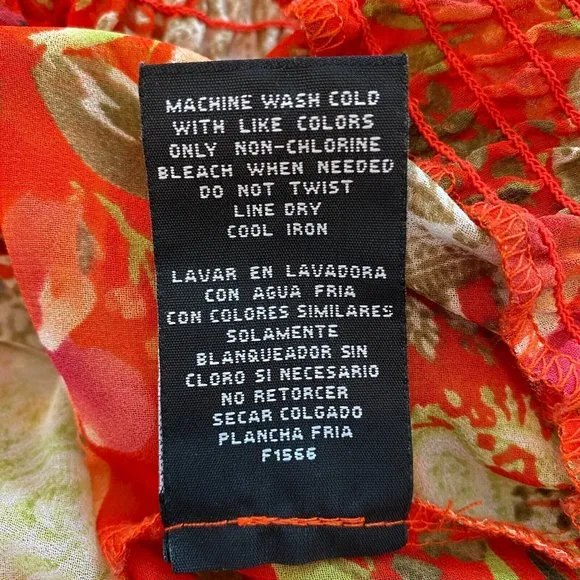 MACHINE WASH COLD
WITH LIKE COLORS
ONLY NON-CHLORINE
BLEACH WHEN NEEDED
DO NOT TWIST
LINE DRY
COOL IRON
LAVAR EN LAVADORA
CON AGUA FRIA
CON COLORES SIMILARES
SOLAMENTE
BLANQUEADOR SIN
CLORO SI NECESARIO
NO RETORCER
SECAR COLGADO
PLANCHA FRIA
F1566